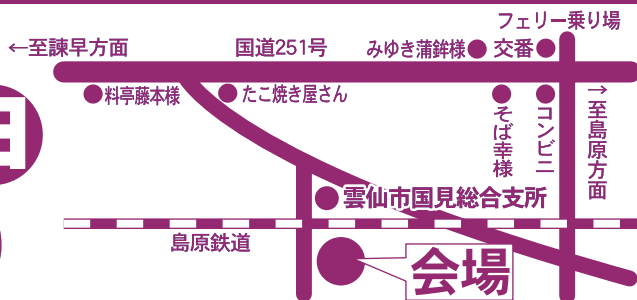 フェリー乗り場
←至諫早方面
国道251号
みゆき蒲鉾様
交番
料亭藤本様
たこ焼き屋さん
そば幸様
コンビニ
→至島原方面
雲仙市国見総合支所
島原鉄道
会場